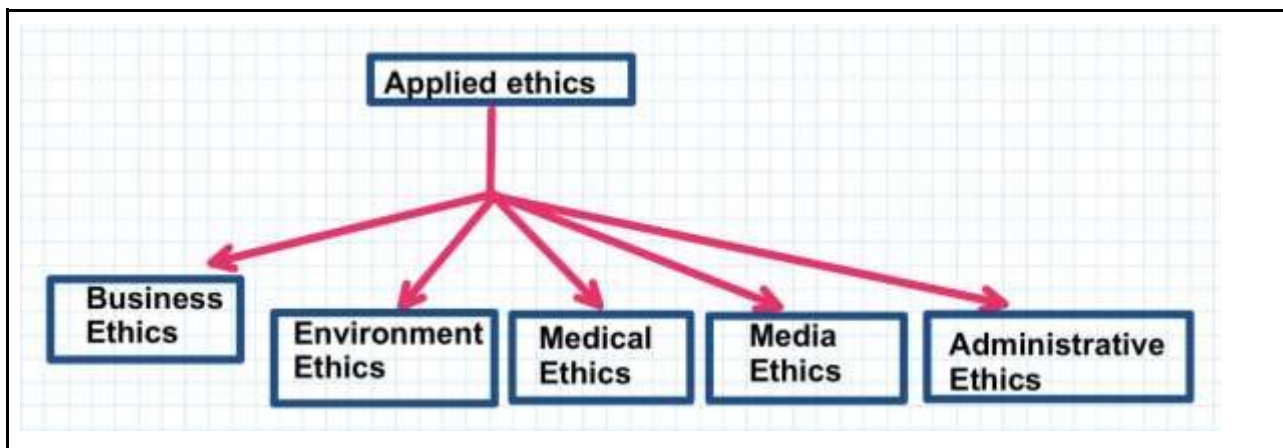 Applied ethics
Business
Ethics
Environment
Ethics
Medical
Ethics
Media
Ethics
Administrative
Ethics